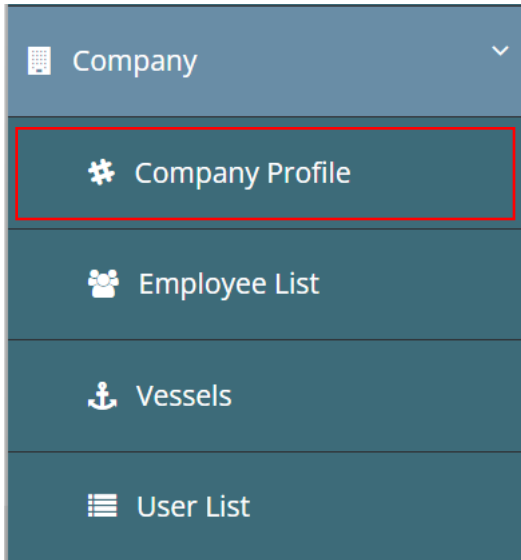 Company
Company Profile
Employee List
Vessels
User List